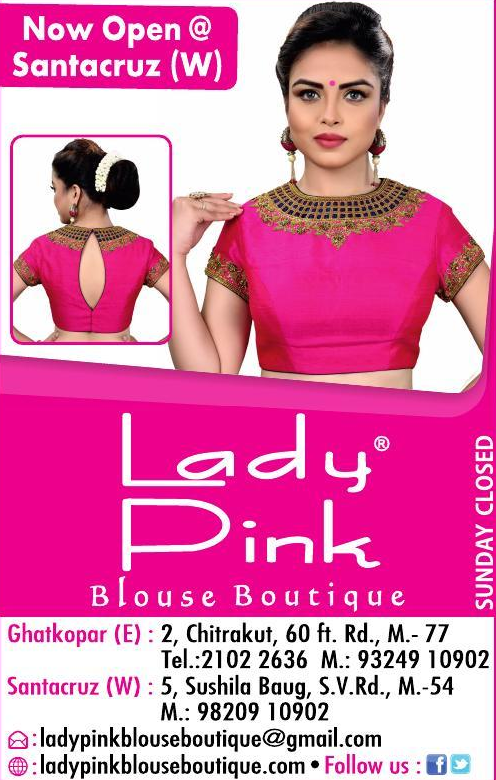 Now Open @
Santacruz (W)
Lady®
Pink
Blouse Boutique
SUNDAY CLOSED
Ghatkopar (E) : 2, Chitrakut, 60 ft. Rd., M.- 77
Tel.:2102 2636 M.: 93249 10902
Santacruz (W) : 5, Sushila Baug, S.V.Rd., M.-54
M.: 98209 10902
: ladypinkblouseboutique@gmail.com
: ladypinkblouseboutique.com • Follow us : f